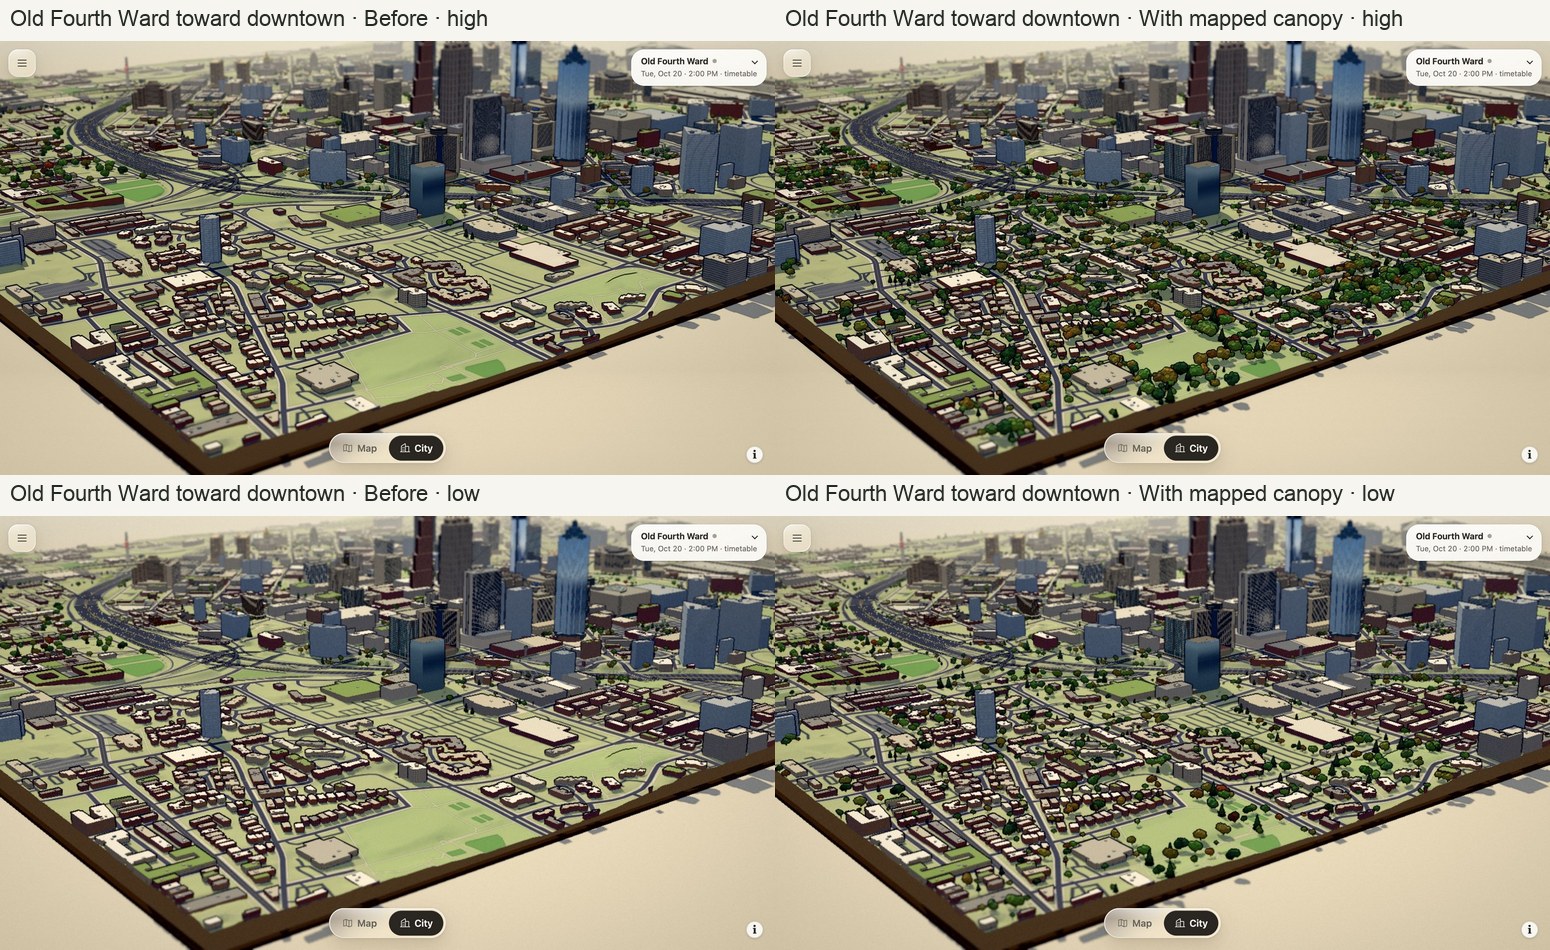 Old Fourth Ward toward downtown · Before · high
Old Fourth Ward toward downtown · With mapped canopy · high
Old Fourth Ward
Tue, Oct 20 · 2:00 PM · timetable
Map
City
i
Old Fourth Ward
Tue, Oct 20 · 2:00 PM · timetable
Map
City
i
Old Fourth Ward toward downtown · Before · low
Old Fourth Ward toward downtown · With mapped canopy · low
Old Fourth Ward
Tue, Oct 20 · 2:00 PM · timetable
Map
City
i
Old Fourth Ward
Tue, Oct 20 · 2:00 PM · timetable
Map
City
i